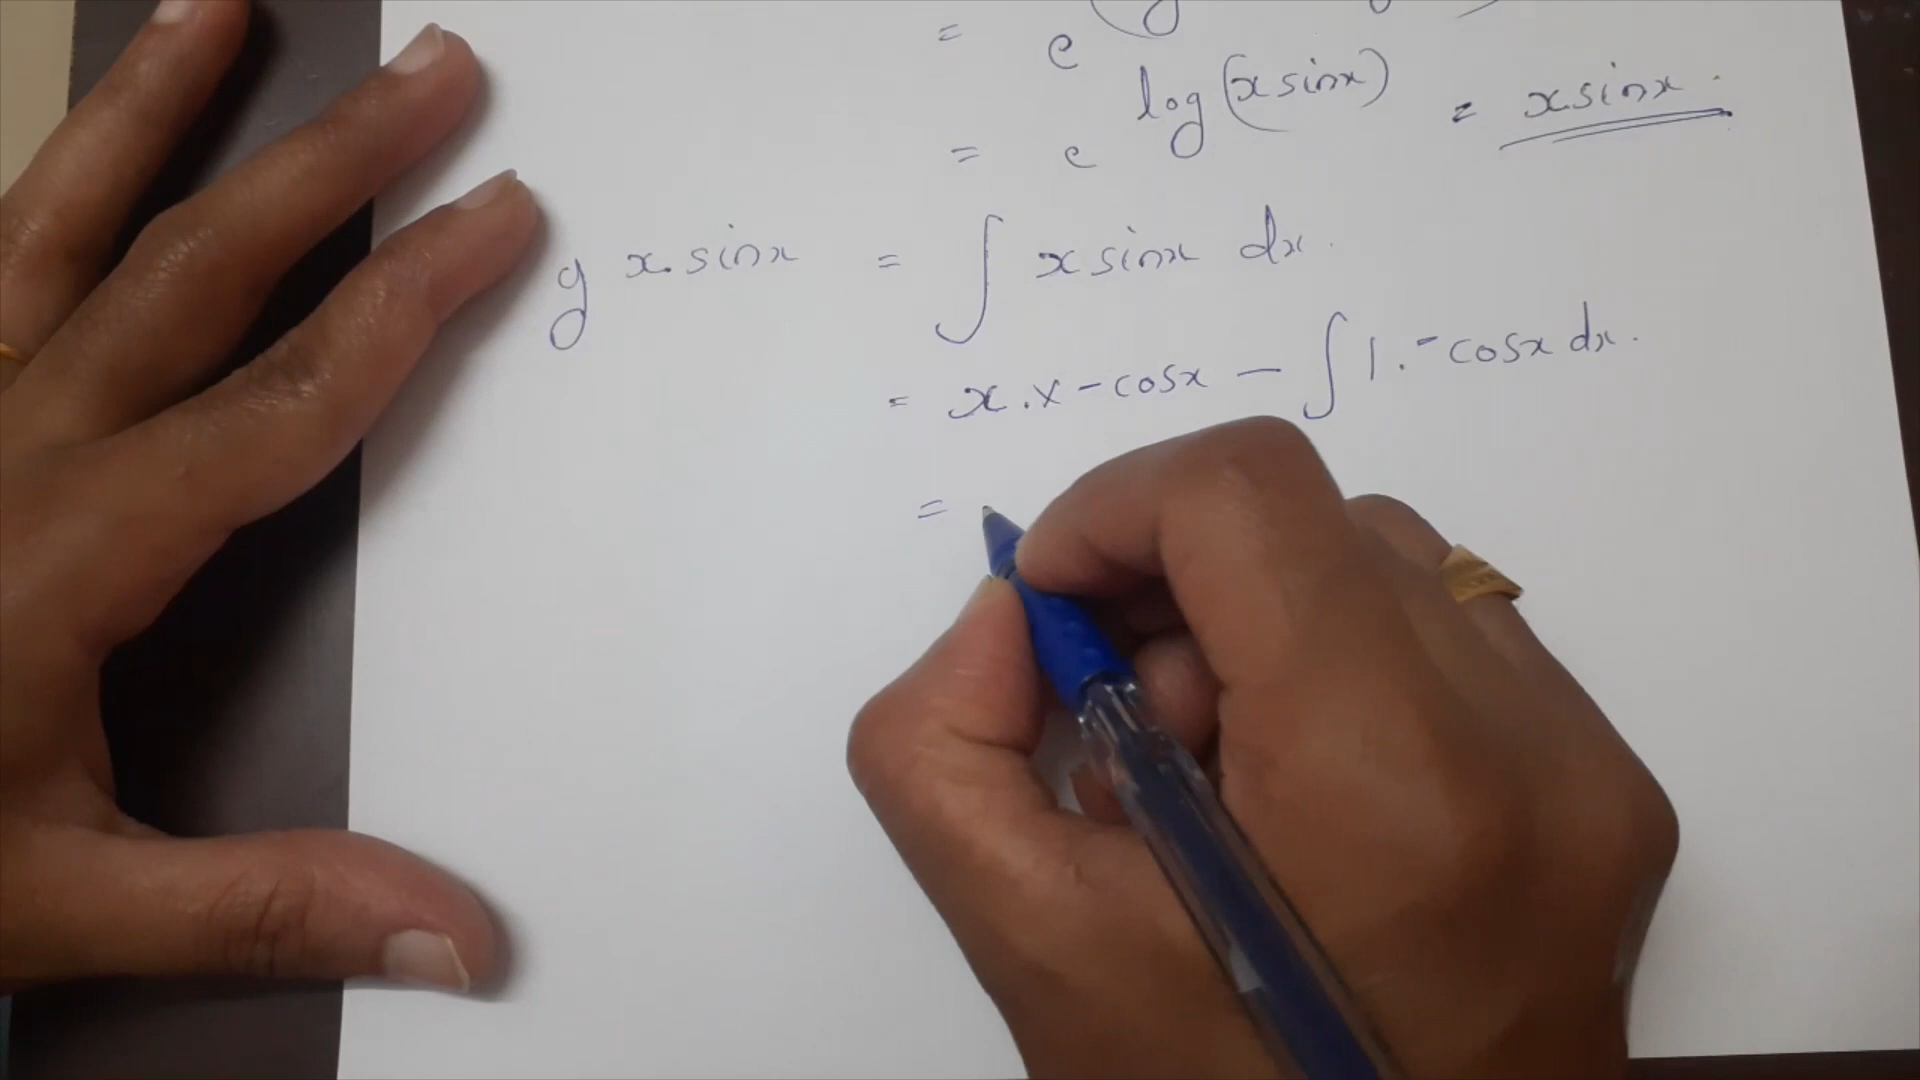 = e
log(x sinx)
= e = x sinx.
y x. sinx = ∫ x sinx dx.
= x . x - cosx - ∫ 1 . - cosx dx.
=